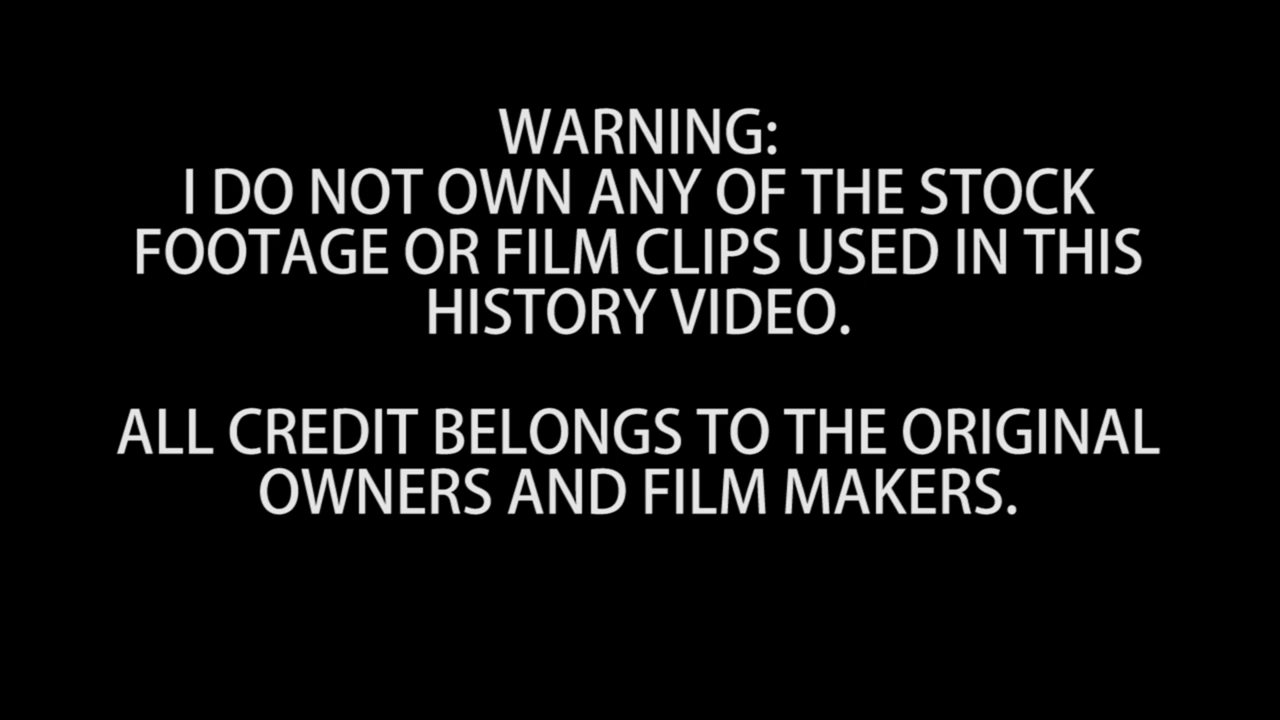 WARNING:
I DO NOT OWN ANY OF THE STOCK
FOOTAGE OR FILM CLIPS USED IN THIS
HISTORY VIDEO.
ALL CREDIT BELONGS TO THE ORIGINAL
OWNERS AND FILM MAKERS.